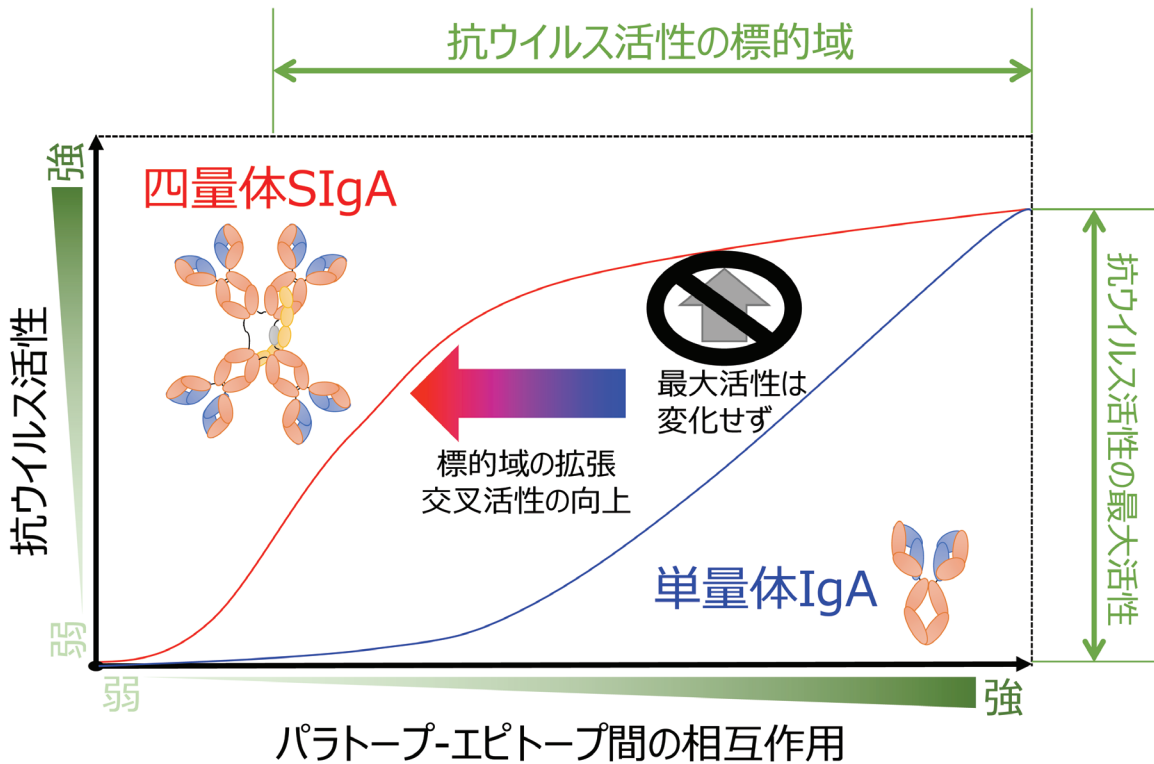 抗ウイルス活性の標的域
強
四量体SIgA
抗ウイルス活性
最大活性は
変化せず
標的域の拡張
交叉活性の向上
抗ウイルス活性の最大活性
単量体IgA
弱
弱
強
パラトープ-エピトープ間の相互作用